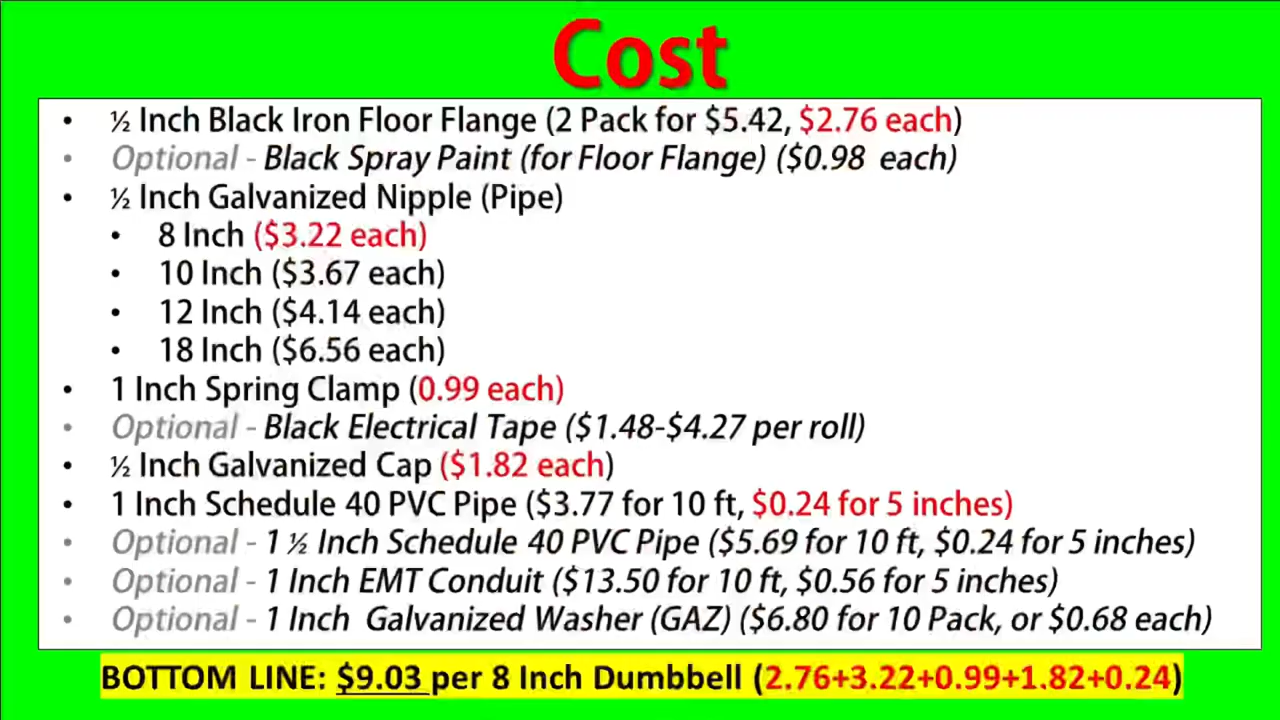 Cost
• ½ Inch Black Iron Floor Flange (2 Pack for $5.42, $2.76 each)
• Optional - Black Spray Paint (for Floor Flange) ($0.98 each)
• ½ Inch Galvanized Nipple (Pipe)
• 8 Inch ($3.22 each)
• 10 Inch ($3.67 each)
• 12 Inch ($4.14 each)
• 18 Inch ($6.56 each)
• 1 Inch Spring Clamp (0.99 each)
• Optional - Black Electrical Tape ($1.48-$4.27 per roll)
• ½ Inch Galvanized Cap ($1.82 each)
• 1 Inch Schedule 40 PVC Pipe ($3.77 for 10 ft, $0.24 for 5 inches)
• Optional - 1 ½ Inch Schedule 40 PVC Pipe ($5.69 for 10 ft, $0.24 for 5 inches)
• Optional - 1 Inch EMT Conduit ($13.50 for 10 ft, $0.56 for 5 inches)
• Optional - 1 Inch Galvanized Washer (GAZ) ($6.80 for 10 Pack, or $0.68 each)
BOTTOM LINE: $9.03 per 8 Inch Dumbbell (2.76+3.22+0.99+1.82+0.24)